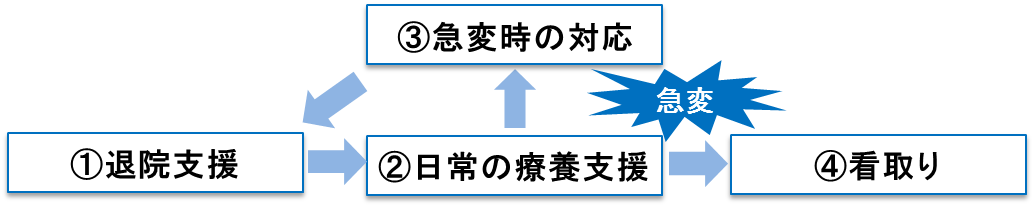 ③急変時の対応
急変
①退院支援
②日常の療養支援
④看取り